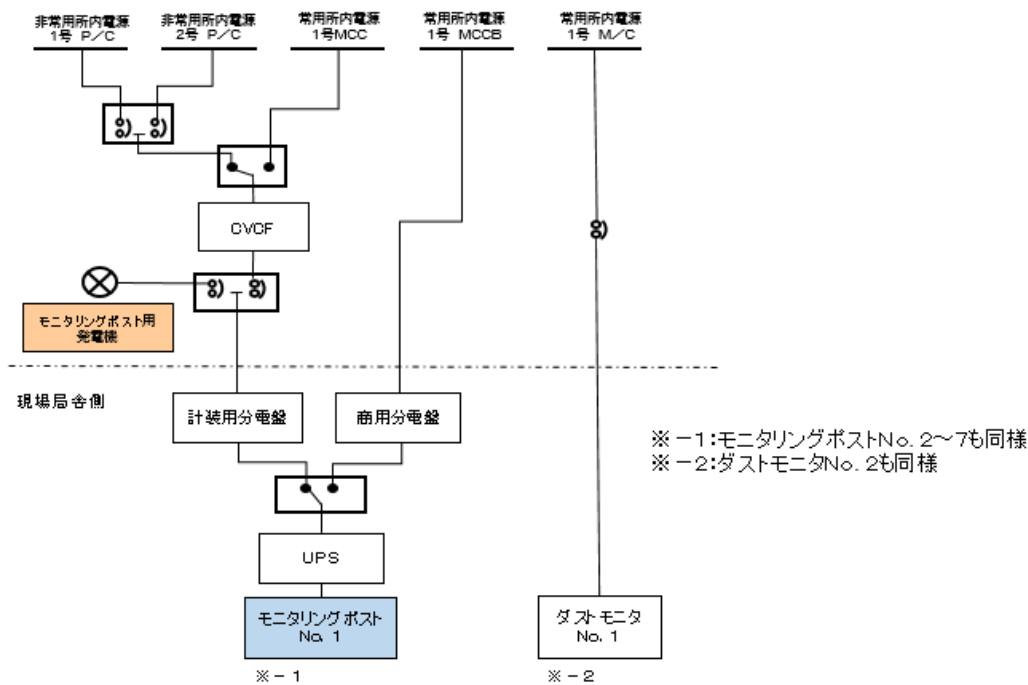 非常用所内電源
1号 P/C
非常用所内電源
2号 P/C
常用所内電源
1号MCC
常用所内電源
1号 MCCB
常用所内電源
1号 M/C
CVCF
モニタリングポスト用
発電機
現場局舎側
計装用分電盤
商用分電盤
※-1:モニタリングポストNo. 2~7も同様
※-2:ダストモニタNo. 2も同様
UPS
モニタリングポスト
No. 1
ダストモニタ
No. 1
※-1
※-2